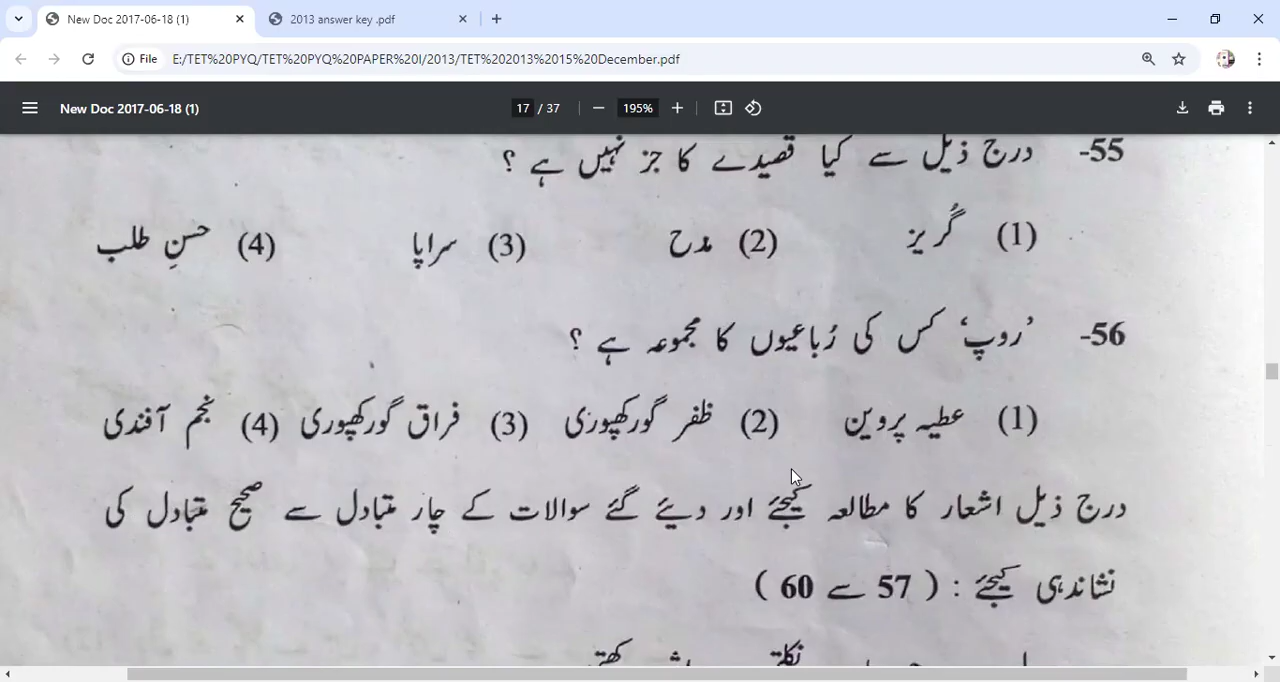 New Doc 2017-06-18 (1)
2013 answer key .pdf
File
E:/TET%20PYQ/TET%20PYQ%20PAPER%20I/2013/TET%202013%2015%20December.pdf
New Doc 2017-06-18 (1)
17 / 37
195%
55- درج ذیل سے کیا قصیدے کا جز نہیں ہے ؟
(1) گُریز (2) مدح (3) سراپا (4) حسنِ طلب
56- ’روپ‘ کس کی رُباعیوں کا مجموعہ ہے ؟
(1) عطیہ پروین (2) ظفر گورکھپوری (3) فراق گورکھپوری (4) نجم آفندی
درج ذیل اشعار کا مطالعہ کیجئے اور دیئے گئے سوالات کے چار متبادل سے صحیح متبادل کی
نشاندہی کیجئے : ( 57 سے 60 )